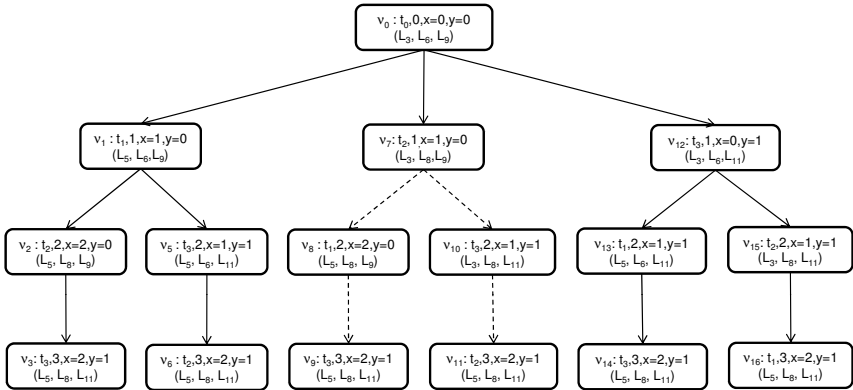 ν₀ : t₀,0,x=0,y=0
(L₃, L₆, L₉)
ν₁ : t₁,1,x=1,y=0
(L₅, L₆,L₉)
ν₇ : t₂,1,x=1,y=0
(L₃, L₈,L₉)
ν₁₂: t₃,1,x=0,y=1
(L₃, L₆,L₁₁)
ν₂ : t₂,2,x=2,y=0
(L₅, L₈, L₉)
ν₅ : t₃,2,x=1,y=1
(L₅, L₆, L₁₁)
ν₈ : t₁,2,x=2,y=0
(L₅, L₈, L₉)
ν₁₀ : t₃,2,x=1,y=1
(L₃, L₈, L₁₁)
ν₁₃: t₁,2,x=1,y=1
(L₅, L₆, L₁₁)
ν₁₅: t₂,2,x=1,y=1
(L₃, L₈, L₁₁)
ν₃: t₃,3,x=2,y=1
(L₅, L₈, L₁₁)
ν₆ : t₂,3,x=2,y=1
(L₅, L₈, L₁₁)
ν₉: t₃,3,x=2,y=1
(L₅, L₈, L₁₁)
ν₁₁: t₂,3,x=2,y=1
(L₅, L₈, L₁₁)
ν₁₄: t₃,3,x=2,y=1
(L₅, L₈, L₁₁)
ν₁₆: t₁,3,x=2,y=1
(L₅, L₈, L₁₁)